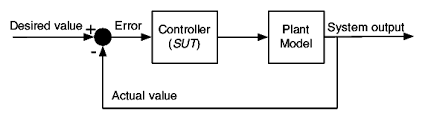 Desired value
+
Error
-
Controller
(SUT)
Plant
Model
System output
Actual value